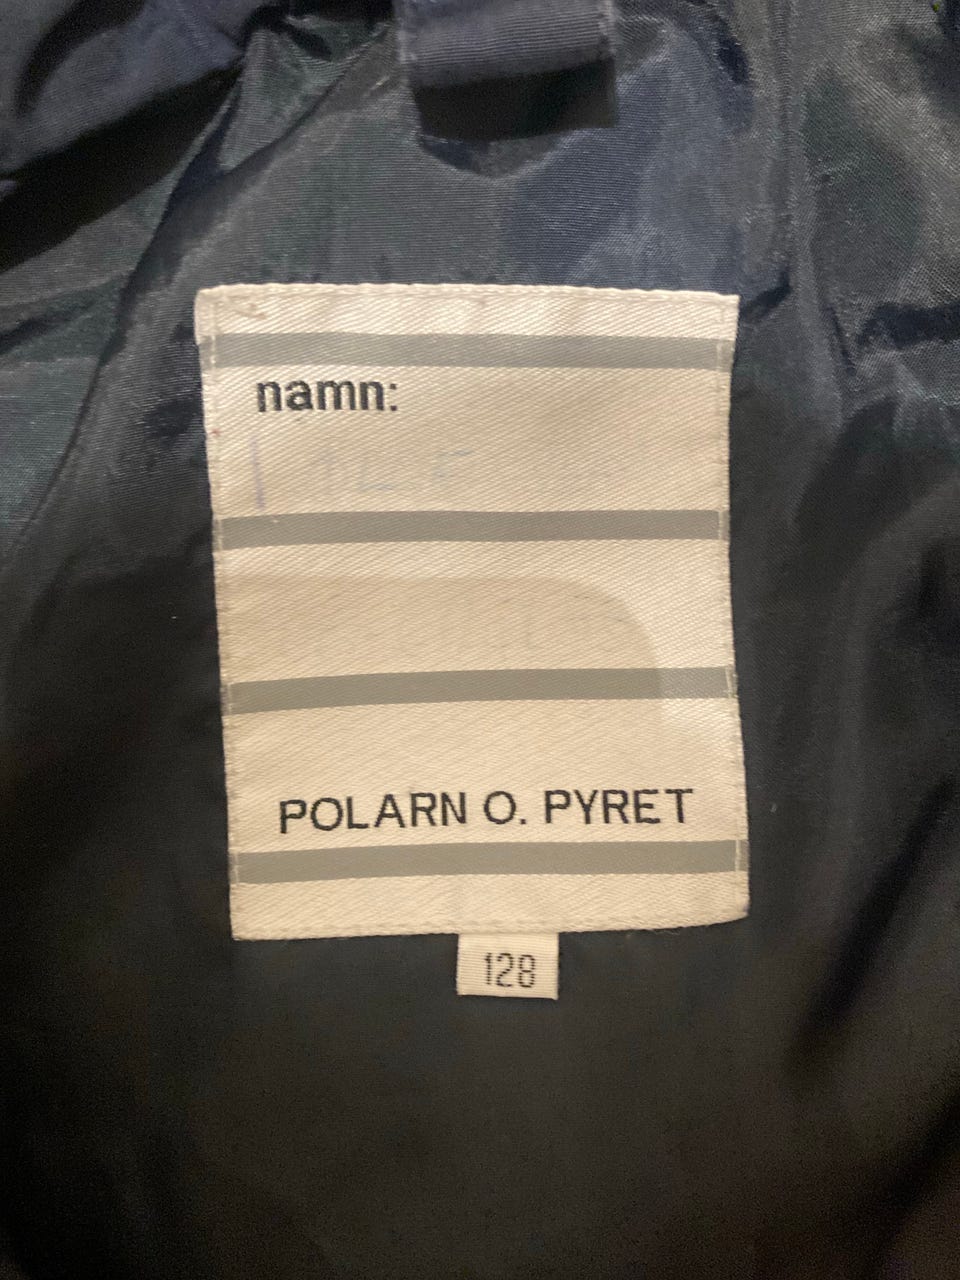 namn:
POLARN O. PYRET
128